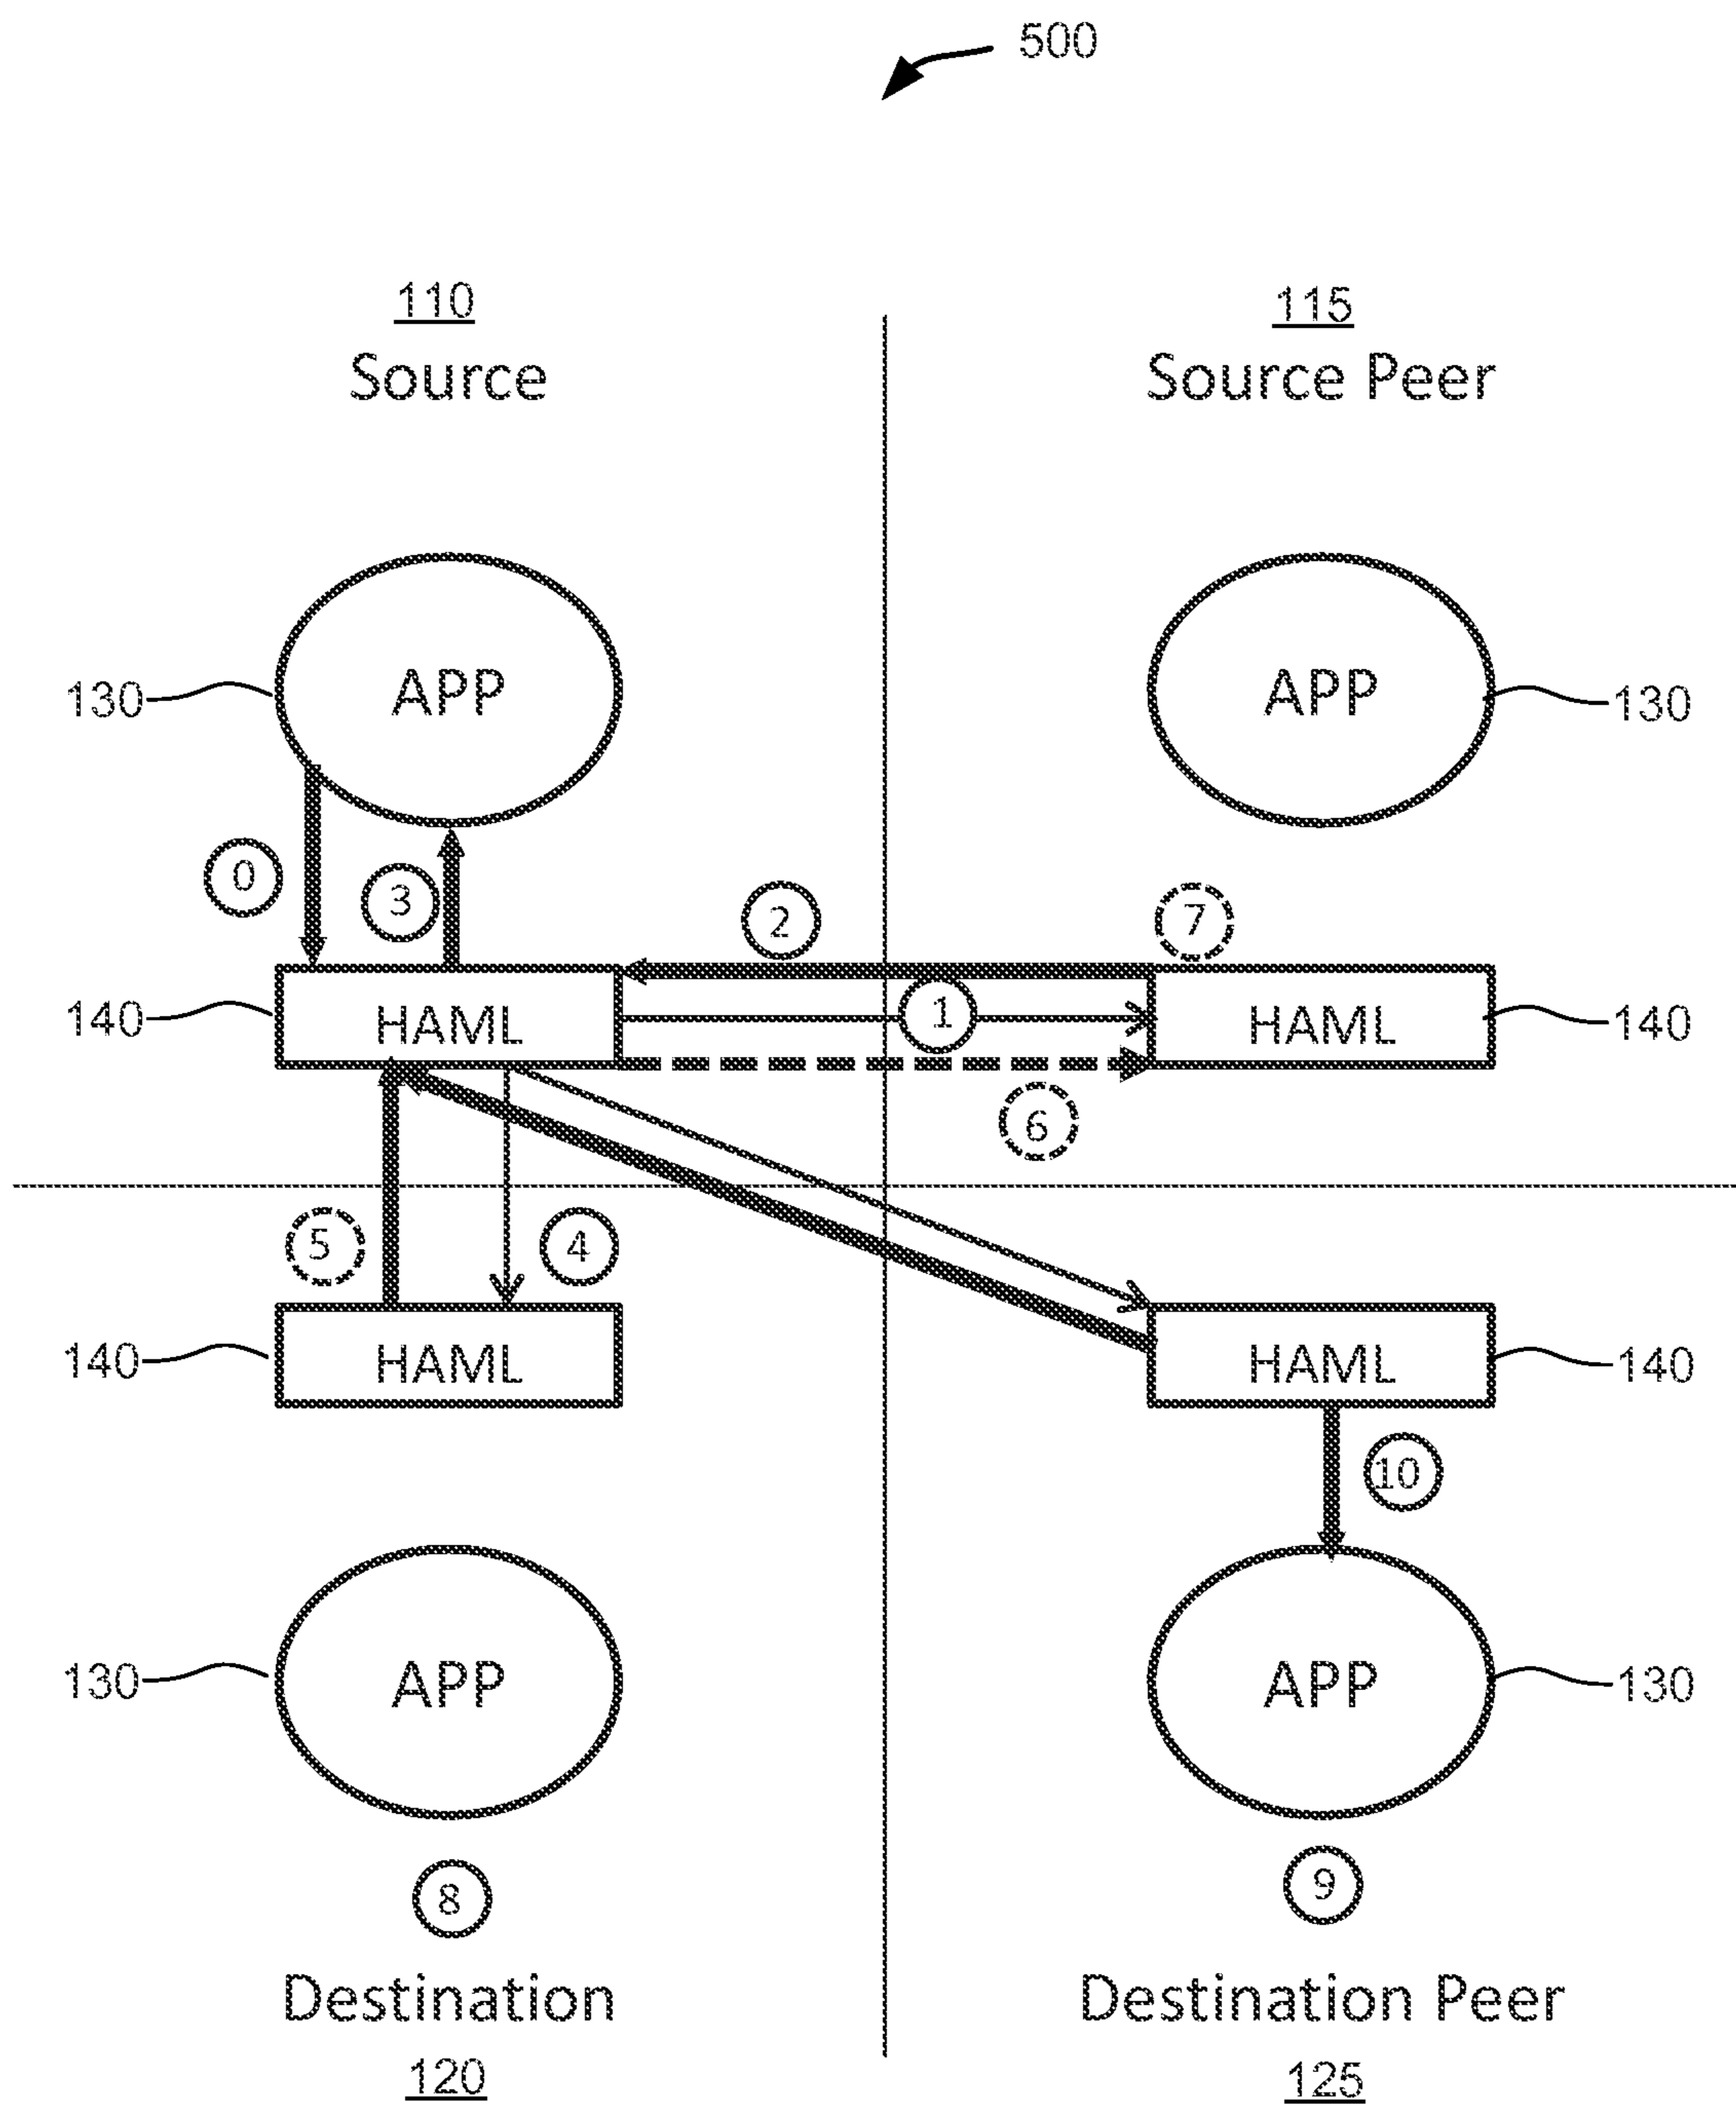 500
110 115
Source Source Peer
APP APP
130 130
0 3 2 7
140 HAML 1 HAML 140
6
5 4
140 HAML HAML 140
10
130 APP APP 130
8 9
Destination Destination Peer
120 125